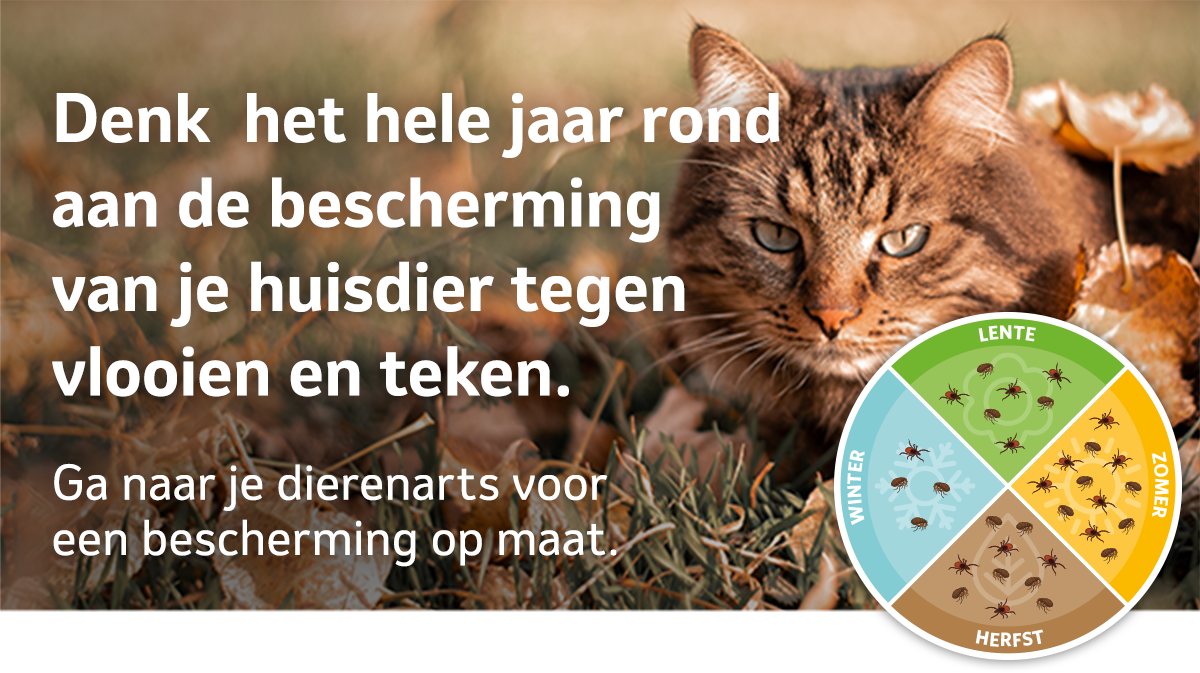 Denk  het hele jaar rond
aan de bescherming
van je huisdier tegen
vlooien en teken.
Ga naar je dierenarts voor
een bescherming op maat.
LENTE
WINTER
ZOMER
HERFST